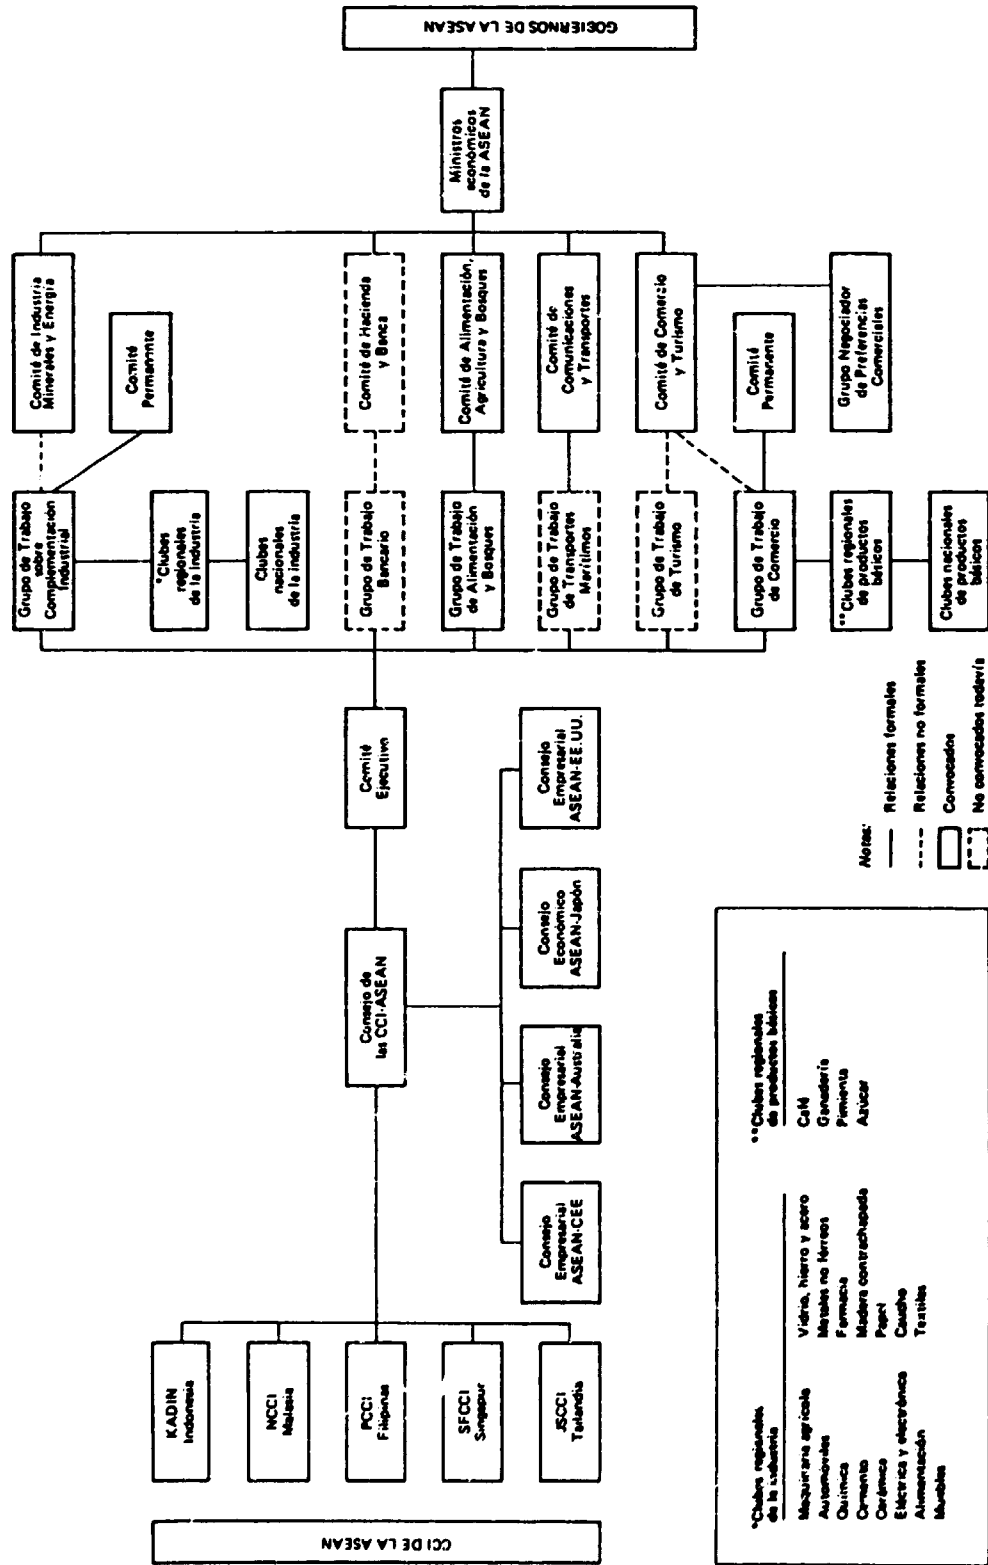 CCI DE LA ASEAN
KADIN
Indonesia
NCCI
Malasia
PCCI
Filipinas
SFCCI
Singapur
JSCCI
Tailandia
Consejo de
las CCI-ASEAN
Consejo
Empresarial
ASEAN-CEE
Consejo
Empresarial
ASEAN-Australia
Consejo
Económico
ASEAN-Japón
Consejo
Empresarial
ASEAN-EE.UU.
Comité
Ejecutivo
Grupo de Trabajo
sobre
Complementación
Industrial
*Clubes
regionales
de la industria
Clubes
nacionales
de la industria
Grupo de Trabajo
Bancario
Grupo de Trabajo
de Alimentación
y Bosques
Grupo de Trabajo
de Transportes
Marítimos
Grupo de Trabajo
de Turismo
Grupo de Trabajo
de Comercio
**Clubes regionales
de productos
básicos
Clubes nacionales
de productos
básicos
Comité de Industria
Minerales y Energía
Comité
Permanente
Comité de Hacienda
y Banca
Comité de Alimentación,
Agricultura y Bosques
Comité de
Comunicaciones
y Transportes
Comité de Comercio
y Turismo
Comité
Permanente
Grupo Negociador
de Preferencias
Comerciales
Ministros
económicos
de la ASEAN
GOBIERNOS DE LA ASEAN
*Clubes regionales
de la industria
Maquinaria agrícola
Automóviles
Química
Cemento
Cerámica
Eléctrica y electrónica
Alimentación
Muebles
Vidrio, hierro y acero
Metales no férreos
Farmacia
Madera contrachapada
Papel
Caucho
Textiles
**Clubes regionales
de productos básicos
Café
Ganadería
Pimienta
Azúcar
Notas:
Relaciones formales
Relaciones no formales
Convocados
No convocados todavía